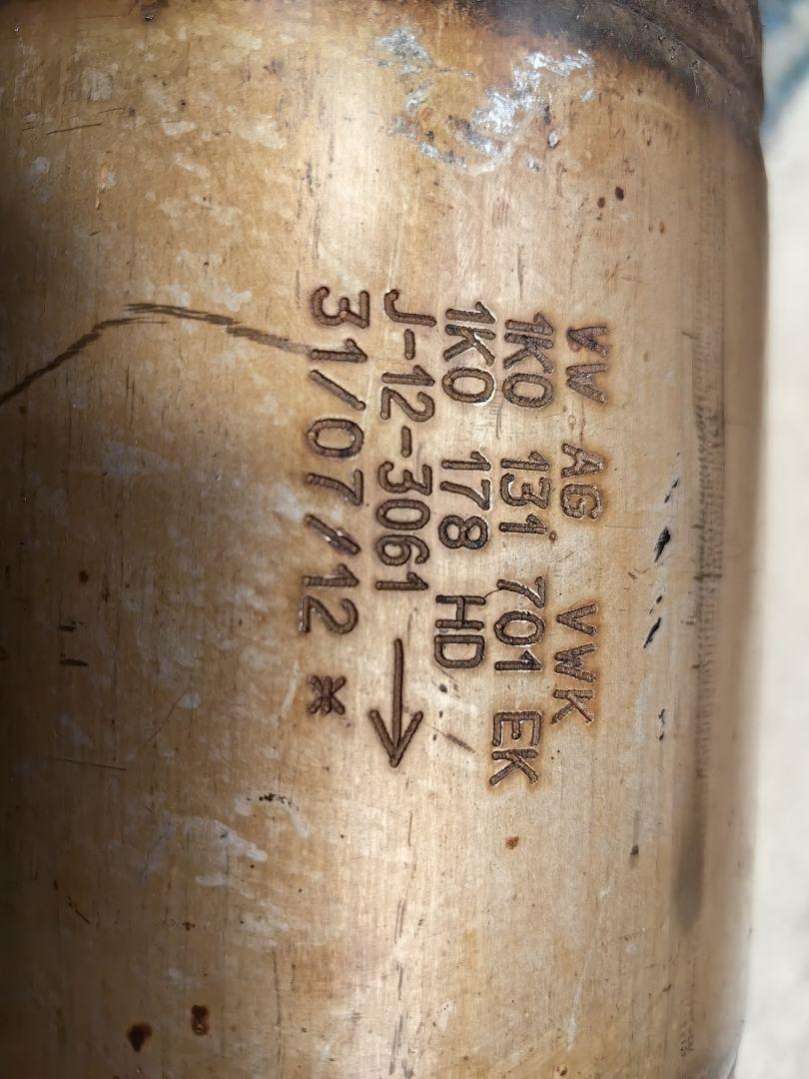 VW AG VWK
1K0 131 701 EK
1K0 178 HD
J-12-3061 →
31/07/12 *